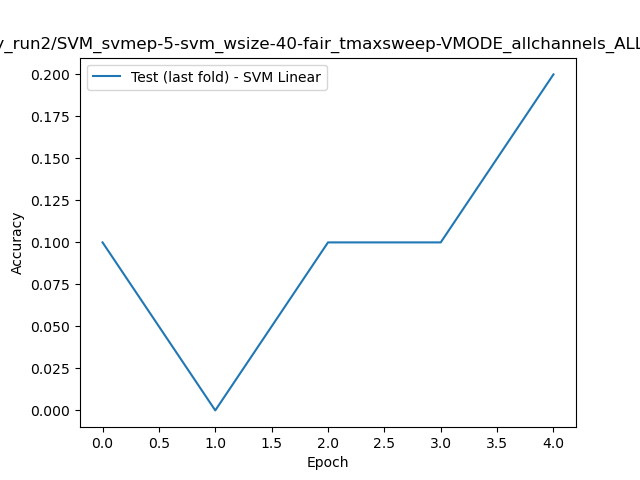 _run2/SVM_svmep-5-svm_wsize-40-fair_tmaxsweep-VMODE_allchannels_ALL
Test (last fold) - SVM Linear
0.200
0.175
0.150
0.125
0.100
0.075
0.050
0.025
0.000
Accuracy
0.0 0.5 1.0 1.5 2.0 2.5 3.0 3.5 4.0
Epoch